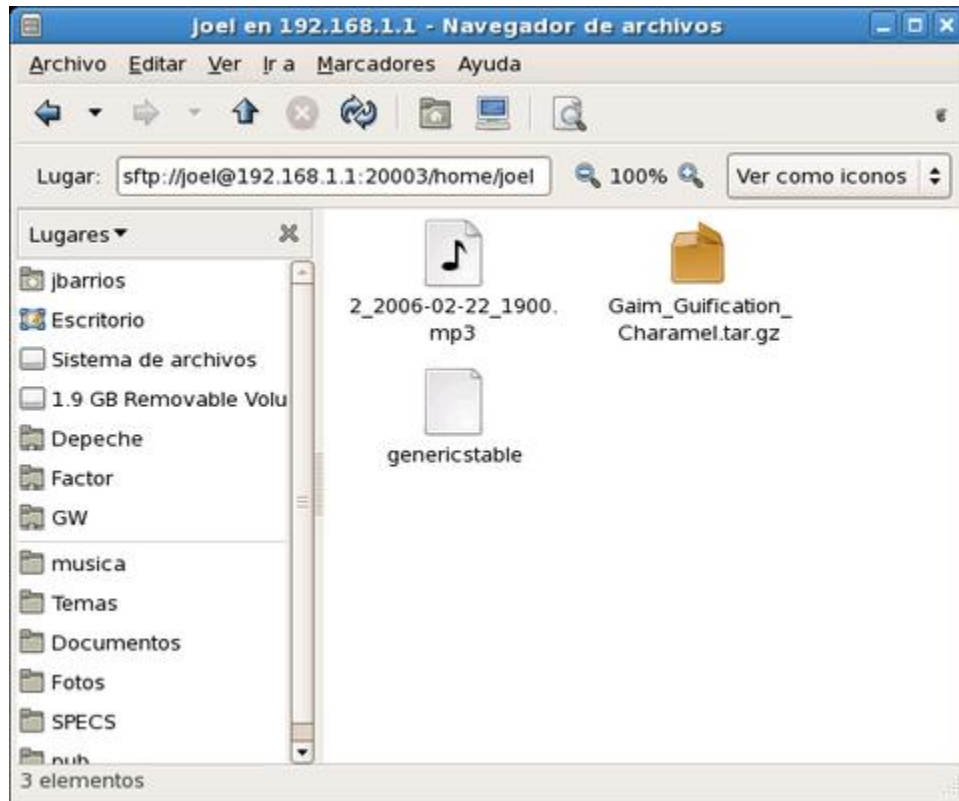 joel en 192.168.1.1 - Navegador de archivos
Archivo Editar Ver Ir a Marcadores Ayuda
Lugar: sftp://joel@192.168.1.1:20003/home/joel 100% Ver como iconos
Lugares
jbarrios
Escritorio
Sistema de archivos
1.9 GB Removable Volu
Depeche
Factor
GW
musica
Temas
Documentos
Fotos
SPECS
pub
2_2006-02-22_1900.
mp3
Gaim_Guification_
Charamel.tar.gz
genericstable
3 elementos